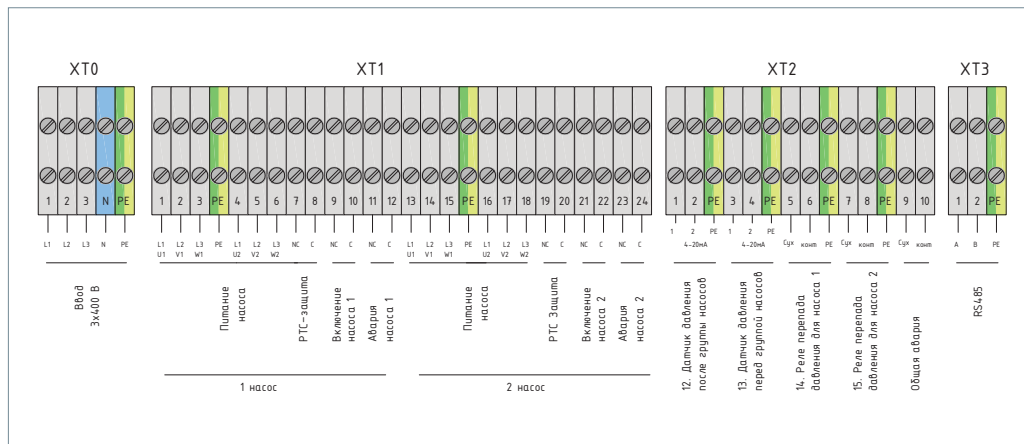 XT0 XT1 XT2 XT3
1 2 3 N PE 1 2 3 PE 4 5 6 7 8 9 10 11 12 13 14 15 PE 16 17 18 19 20 21 22 23 24 1 2 PE 3 4 PE 5 6 PE 7 8 PE 9 10 1 2 PE
L1 L2 L3 N PE L1 L2 L3 PE L1 L2 L3 NC C NC C NC C L1 L2 L3 PE L1 L2 L3 NC C NC C NC C 1 2 PE 1 2 PE Сух конт PE Сух конт PE Сух конт A B PE
U1 V1 W1 U2 V2 W2 U1 V1 W1 U2 V2 W2 4-20мА 4-20мА
Ввод
3x400 В
Питание
насоса
PTC-защита
Включение
насоса 1
Авария
насоса 1
Питание
насоса
PTC Защита
Включение
насоса 2
Авария
насоса 2
12. Датчик давления
после группы насосов
13. Датчик давления
перед группой насосов
14. Реле перепада
давления для насоса 1
15. Реле перепада
давления для насоса 2
Общая авария
RS485
1 насос
2 насос